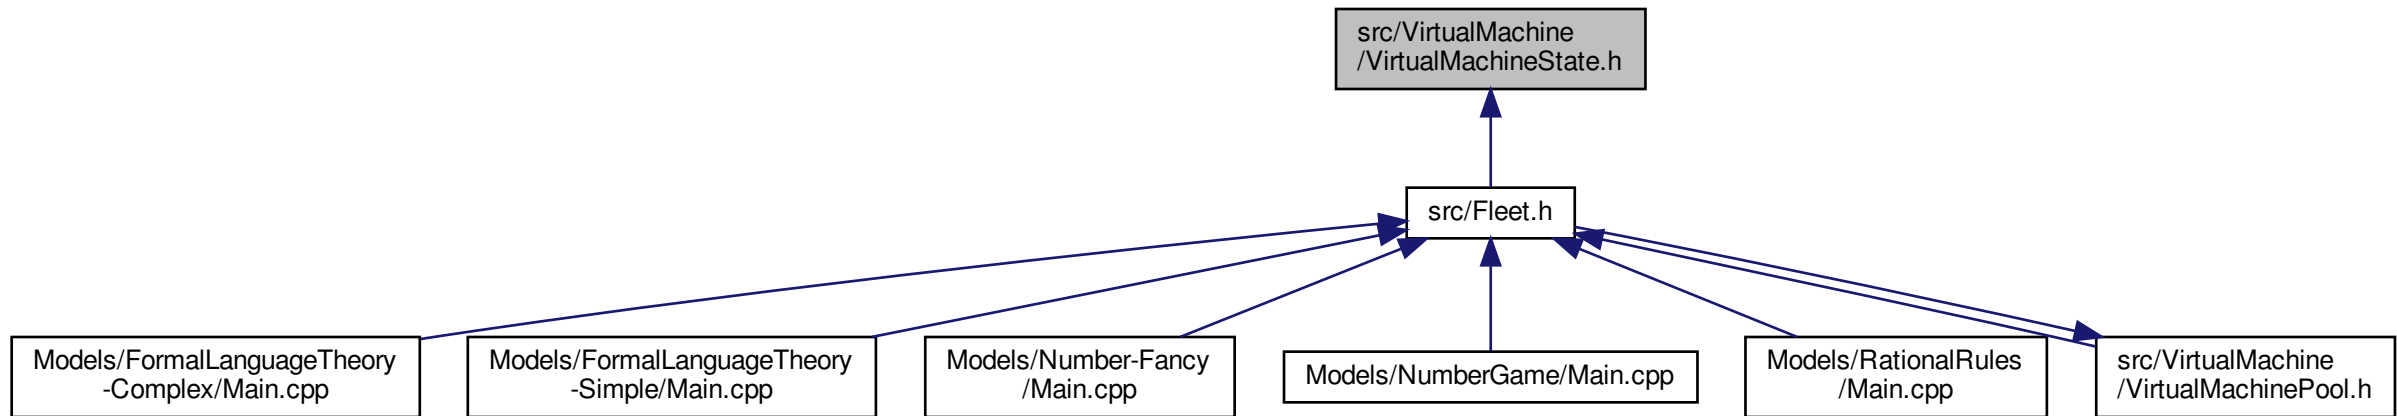 src/VirtualMachine
/VirtualMachineState.h
src/Fleet.h
Models/FormalLanguageTheory
-Complex/Main.cpp
Models/FormalLanguageTheory
-Simple/Main.cpp
Models/Number-Fancy
/Main.cpp
Models/NumberGame/Main.cpp
Models/RationalRules
/Main.cpp
src/VirtualMachine
/VirtualMachinePool.h